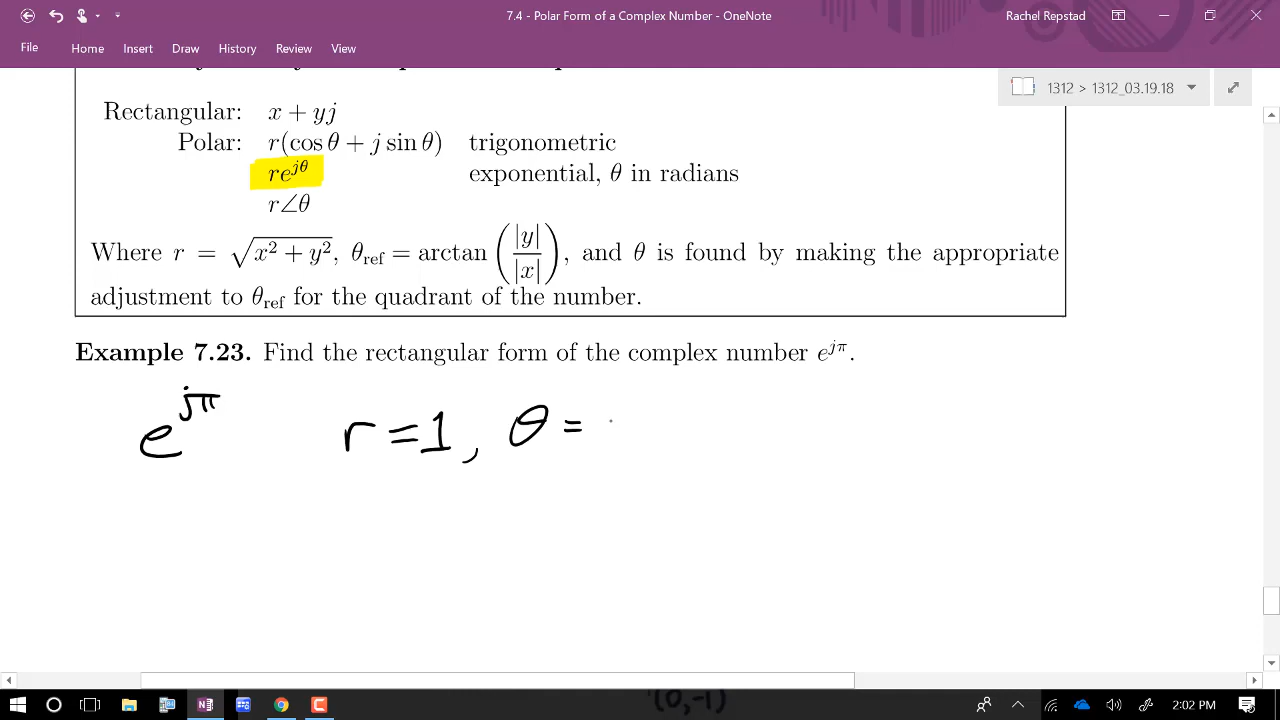 7.4 - Polar Form of a Complex Number - OneNote
Rachel Repstad
File Home Insert Draw History Review View
1312 > 1312_03.19.18
Rectangular: x + yj
Polar: r(cos θ + j sin θ) trigonometric
re^{jθ} exponential, θ in radians
r∠θ
Where r = √(x² + y²), θ_ref = arctan(|y|/|x|), and θ is found by making the appropriate
adjustment to θ_ref for the quadrant of the number.
Example 7.23. Find the rectangular form of the complex number e^{jπ}.
e^{jπ} r = 1, θ =
(0,-1)
2:02 PM